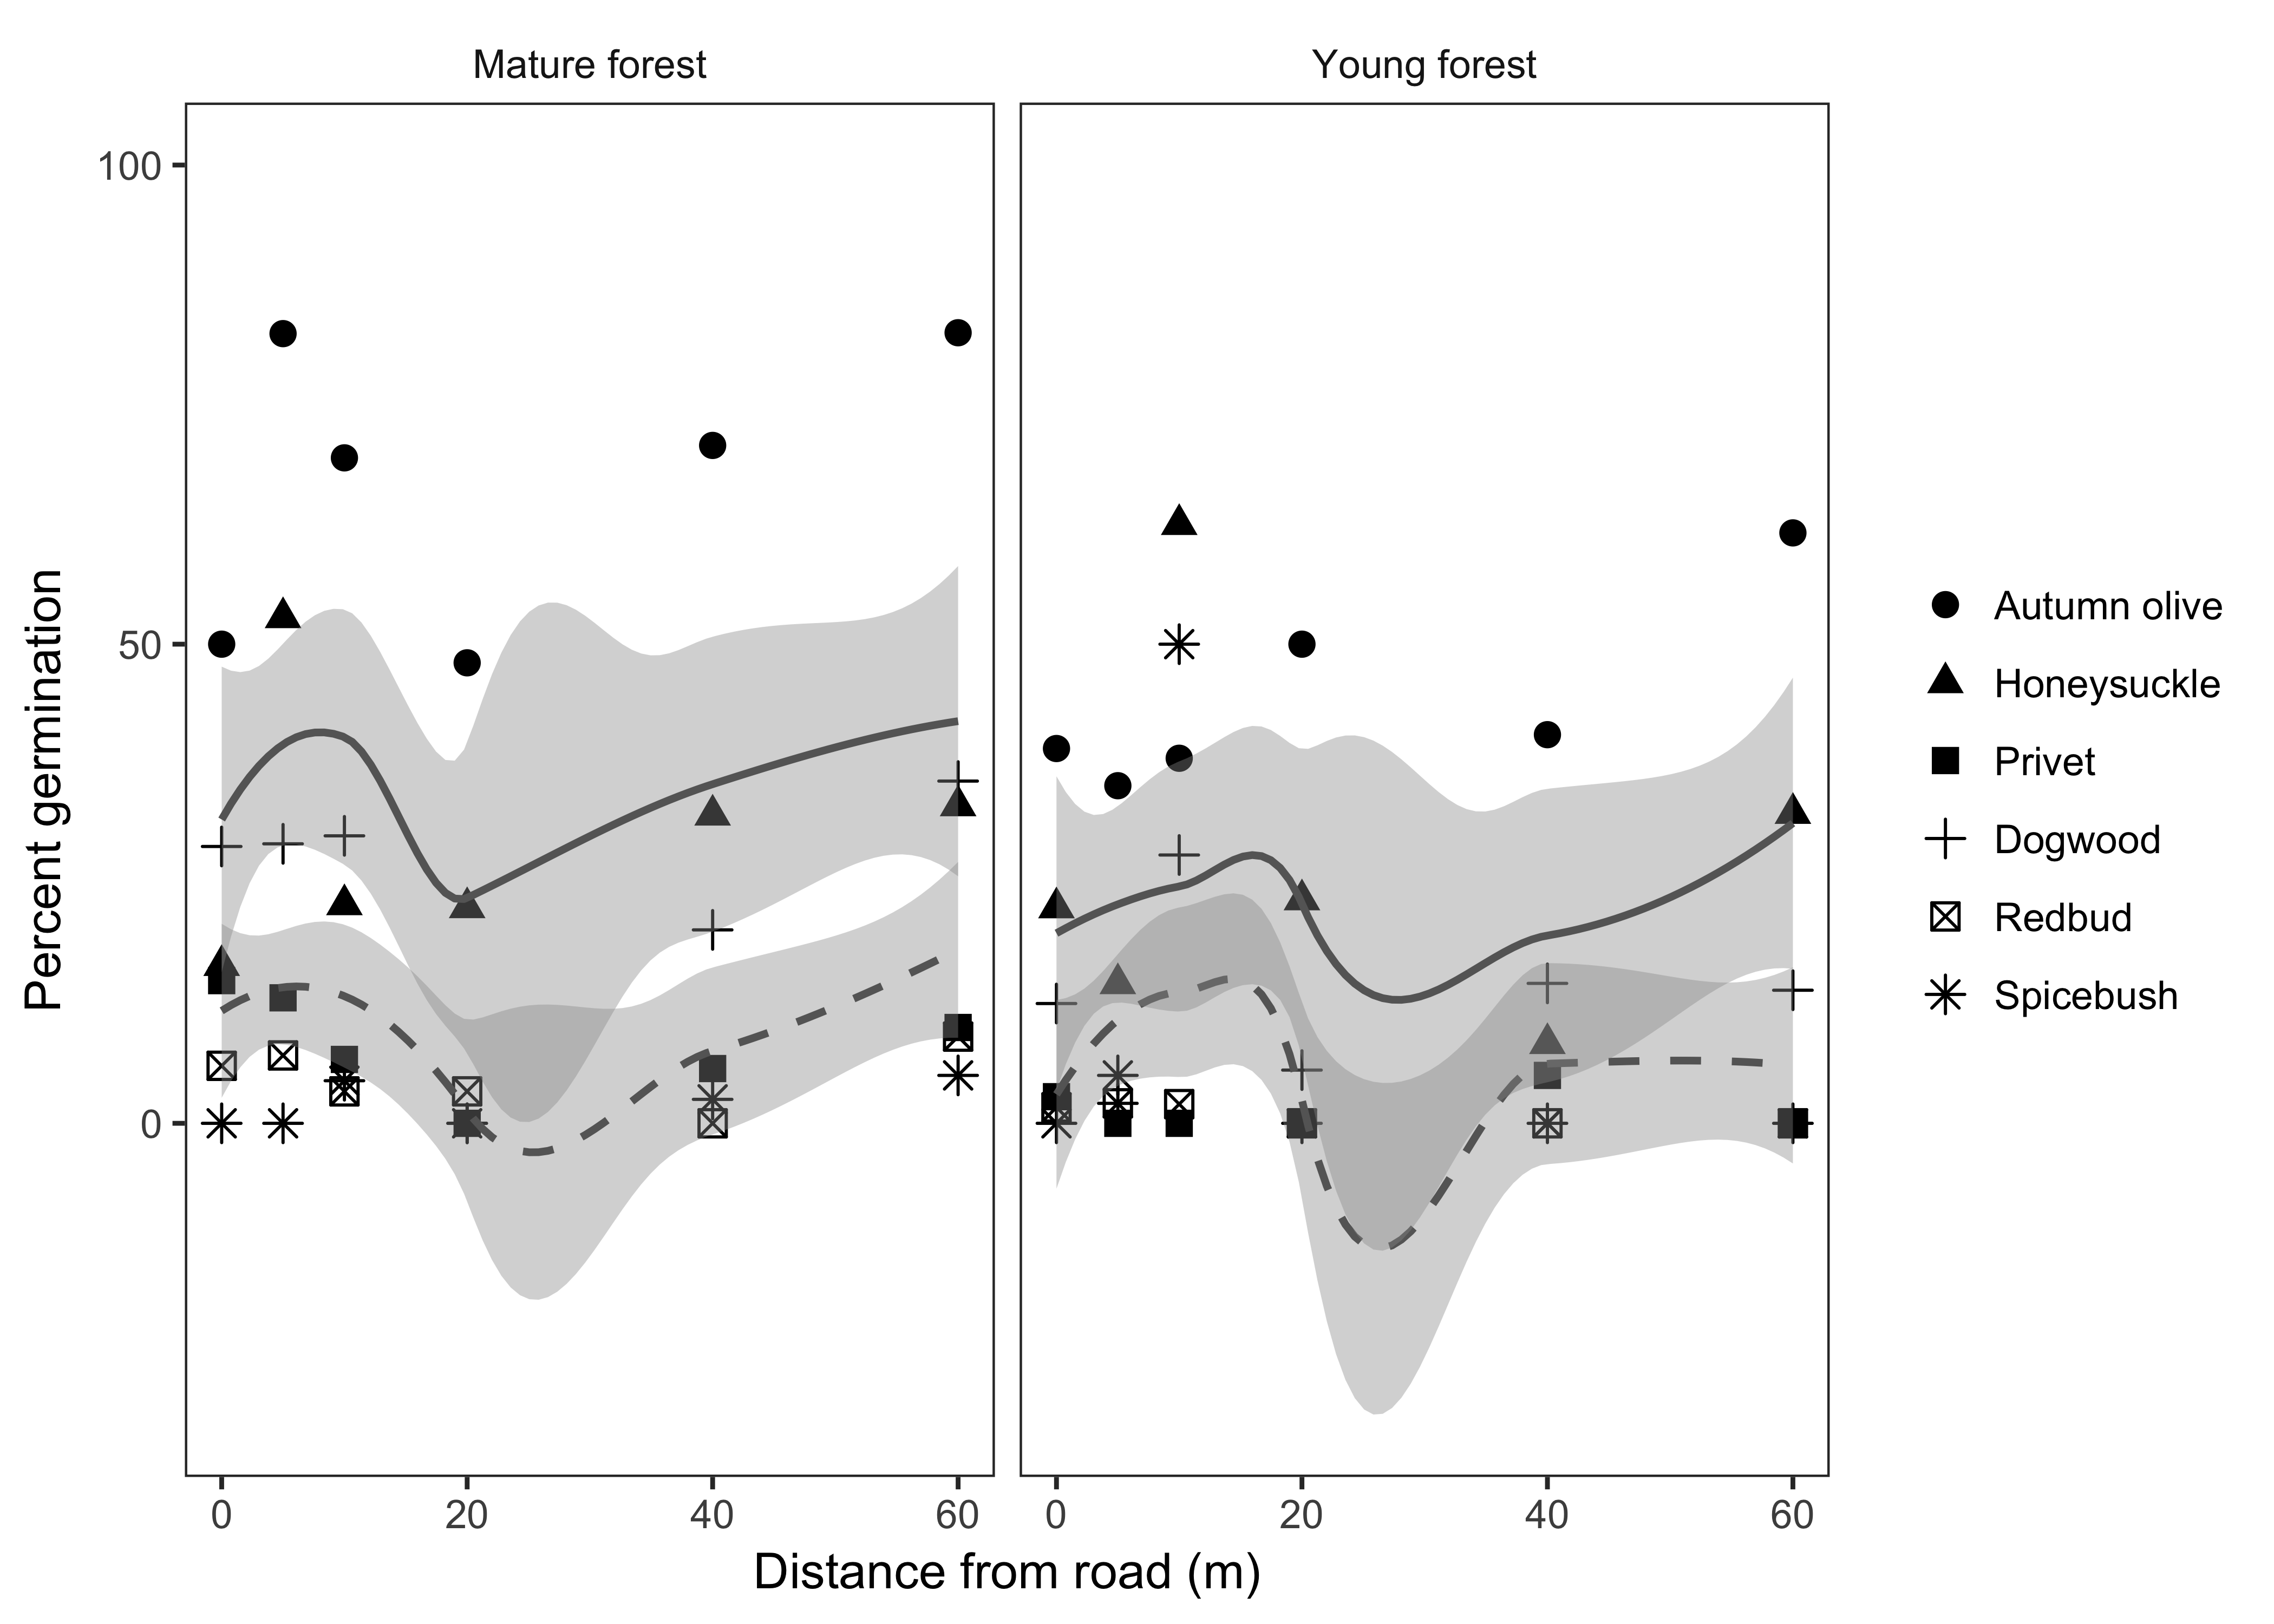 Mature forest
Young forest
100
50
0
Percent germination
0 20 40 60
0 20 40 60
Distance from road (m)
Autumn olive
Honeysuckle
Privet
Dogwood
Redbud
Spicebush